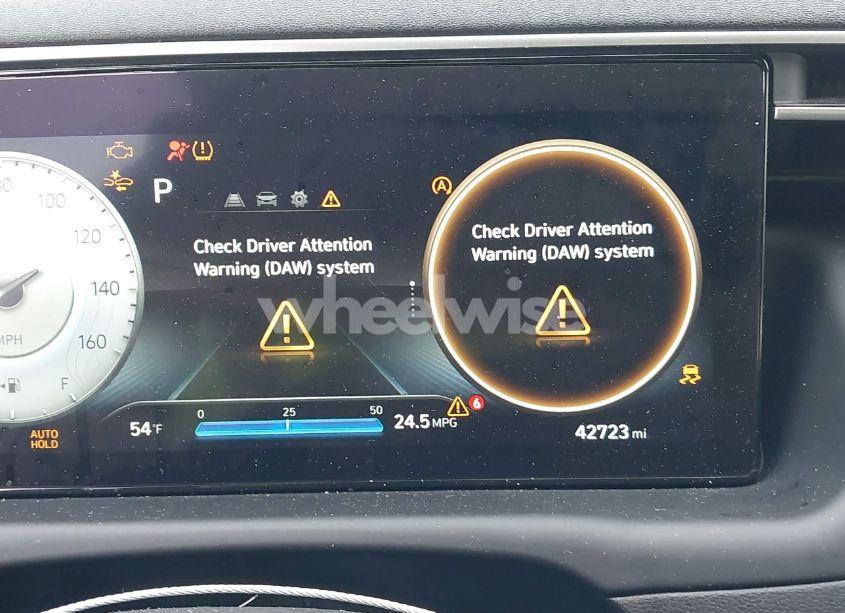 80
100
120
140
160
MPH
F
AUTO
HOLD
P
Check Driver Attention
Warning (DAW) system
wheelwise
54°F
0 25 50
24.5 MPG
6
A
Check Driver Attention
Warning (DAW) system
42723 mi